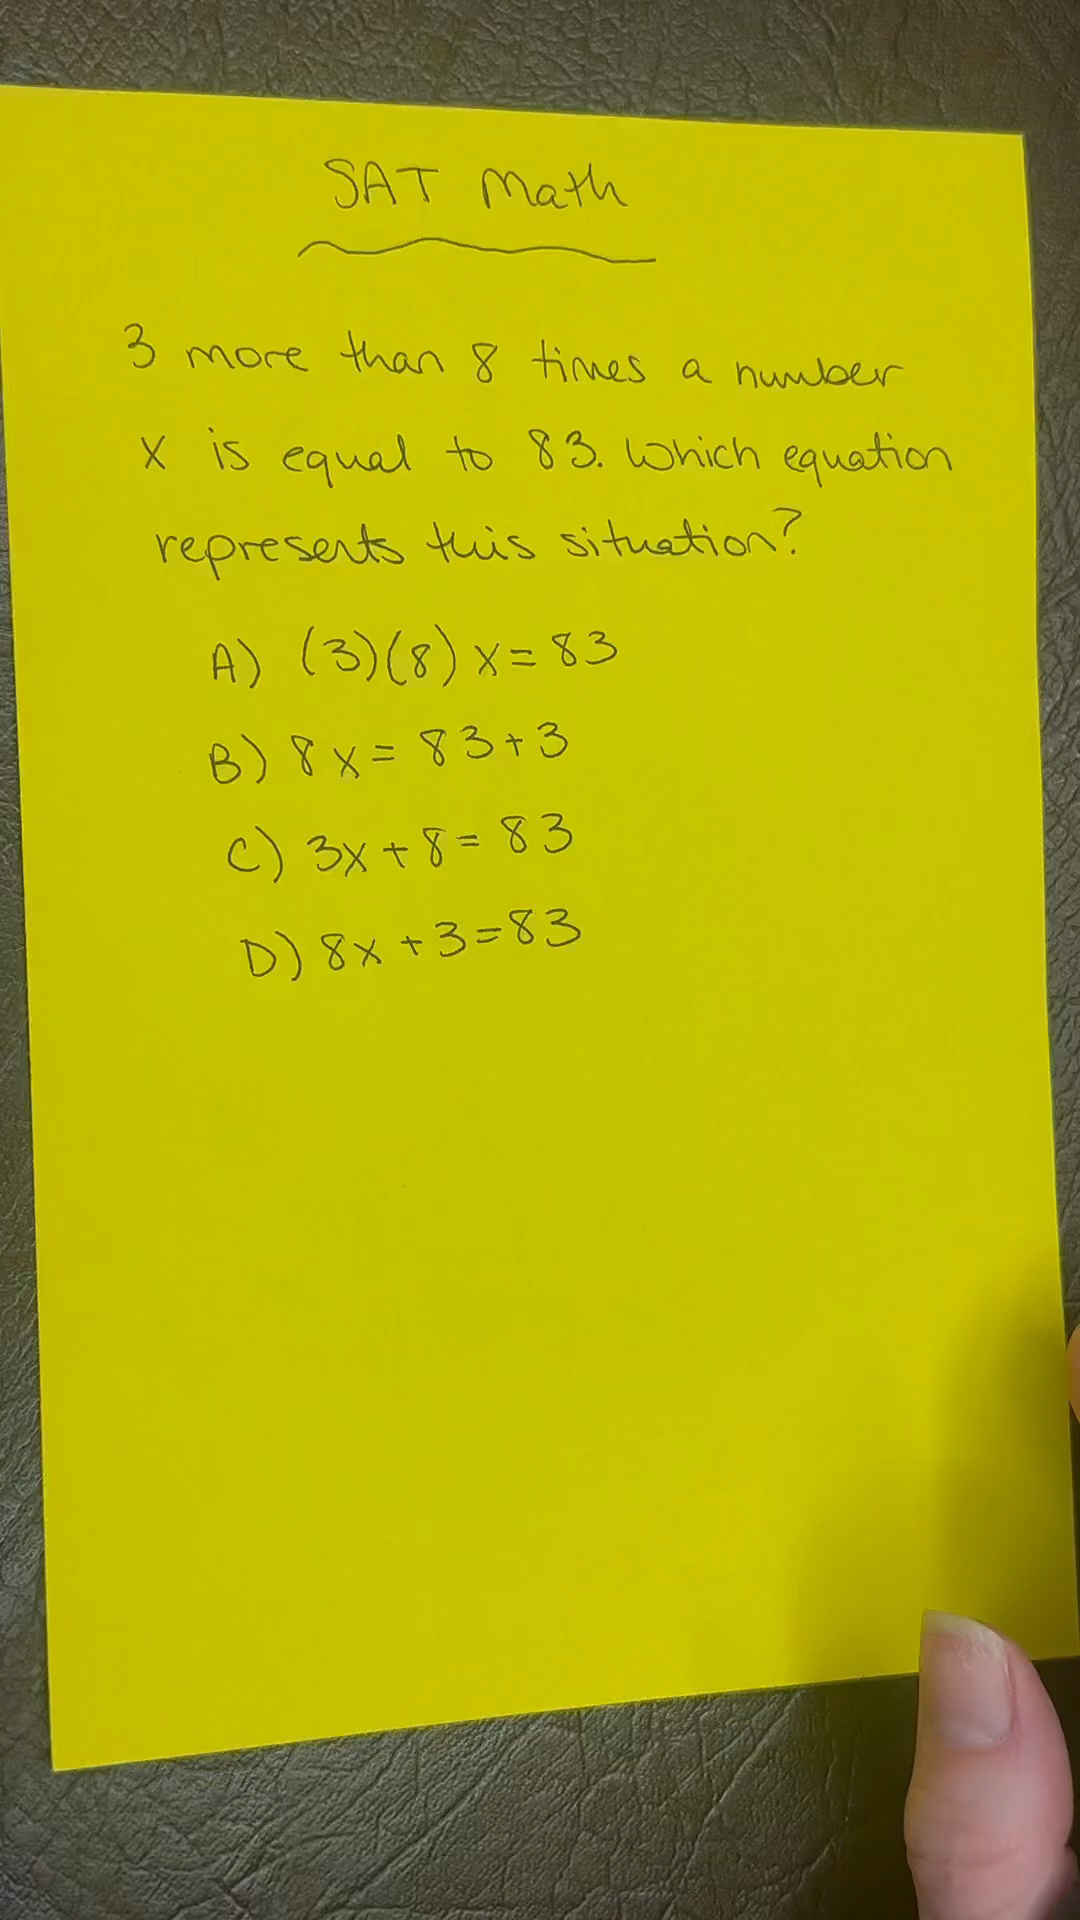 SAT Math
3 more than 8 times a number
x is equal to 83. Which equation
represents this situation?
A) (3)(8) x = 83
B) 8x = 83+3
C) 3x + 8 = 83
D) 8x + 3 = 83